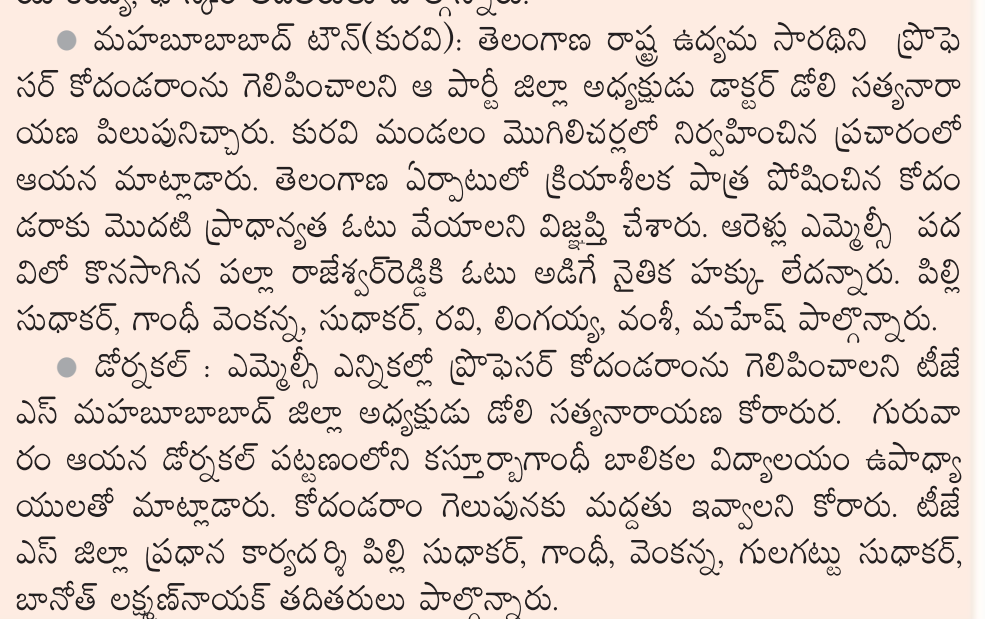 ● మహబూబాబాద్ టౌన్(కురవి): తెలంగాణ రాష్ట్ర ఉద్యమ సారథిని ప్రొఫె
సర్ కోదండరాంను గెలిపించాలని ఆ పార్టీ జిల్లా అధ్యక్షుడు డాక్టర్ డోలి సత్యనారా
యణ పిలుపునిచ్చారు. కురవి మండలం మొగిలిచర్లలో నిర్వహించిన ప్రచారంలో
ఆయన మాట్లాడారు. తెలంగాణ ఏర్పాటులో క్రియాశీలక పాత్ర పోషించిన కోదం
డరాకు మొదటి ప్రాధాన్యత ఓటు వేయాలని విజ్ఞప్తి చేశారు. ఆరెళ్లు ఎమ్మెల్సీ పద
విలో కొనసాగిన పల్లా రాజేశ్వర్‌రెడ్డికి ఓటు అడిగే నైతిక హక్కు లేదన్నారు. పిల్లి
సుధాకర్, గాంధీ వెంకన్న, సుధాకర్, రవి, లింగయ్య, వంశీ, మహేష్ పాల్గొన్నారు.
● డోర్నకల్ : ఎమ్మెల్సీ ఎన్నికల్లో ప్రొఫెసర్ కోదండరాంను గెలిపించాలని టీజే
ఎస్ మహబూబాబాద్ జిల్లా అధ్యక్షుడు డోలి సత్యనారాయణ కోరారుర. గురువా
రం ఆయన డోర్నకల్ పట్టణంలోని కస్తూర్బాగాంధీ బాలికల విద్యాలయం ఉపాధ్యా
యులతో మాట్లాడారు. కోదండరాం గెలుపునకు మద్దతు ఇవ్వాలని కోరారు. టీజే
ఎస్ జిల్లా ప్రధాన కార్యదర్శి పిల్లి సుధాకర్, గాంధీ, వెంకన్న, గులగట్టు సుధాకర్,
బానోత్ లక్ష్మణ్‌నాయక్ తదితరులు పాల్గొన్నారు.